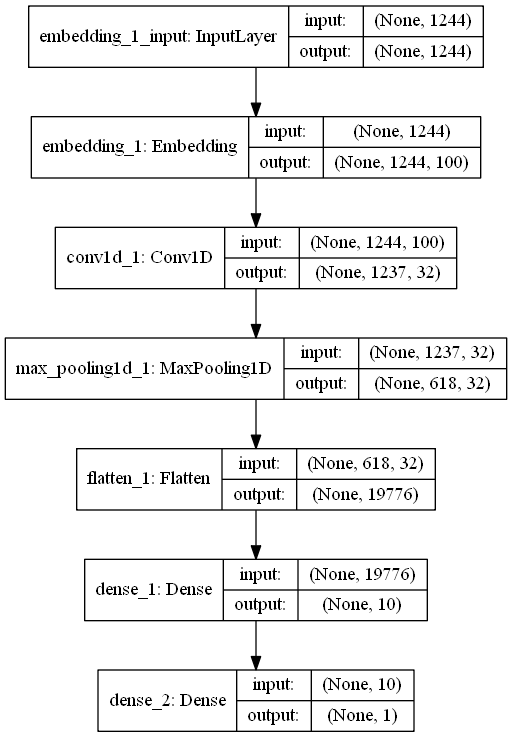 embedding_1_input: InputLayer
input: (None, 1244)
output: (None, 1244)
embedding_1: Embedding
input: (None, 1244)
output: (None, 1244, 100)
conv1d_1: Conv1D
input: (None, 1244, 100)
output: (None, 1237, 32)
max_pooling1d_1: MaxPooling1D
input: (None, 1237, 32)
output: (None, 618, 32)
flatten_1: Flatten
input: (None, 618, 32)
output: (None, 19776)
dense_1: Dense
input: (None, 19776)
output: (None, 10)
dense_2: Dense
input: (None, 10)
output: (None, 1)